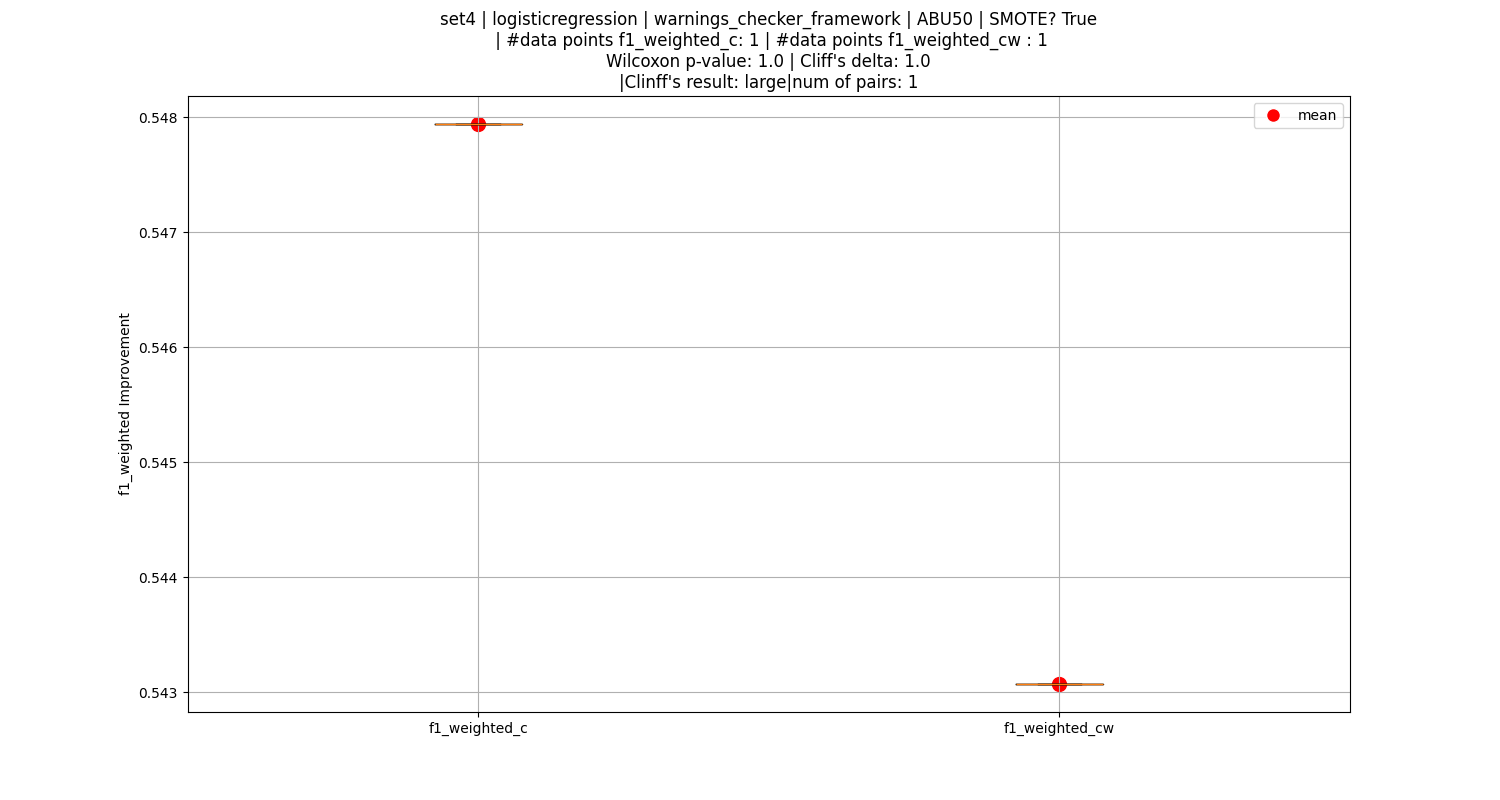 set4 | logisticregression | warnings_checker_framework | ABU50 | SMOTE? True
| #data points f1_weighted_c: 1 | #data points f1_weighted_cw : 1
Wilcoxon p-value: 1.0 | Cliff's delta: 1.0
|Clinff's result: large|num of pairs: 1
mean
f1_weighted Improvement
0.548
0.547
0.546
0.545
0.544
0.543
f1_weighted_c
f1_weighted_cw